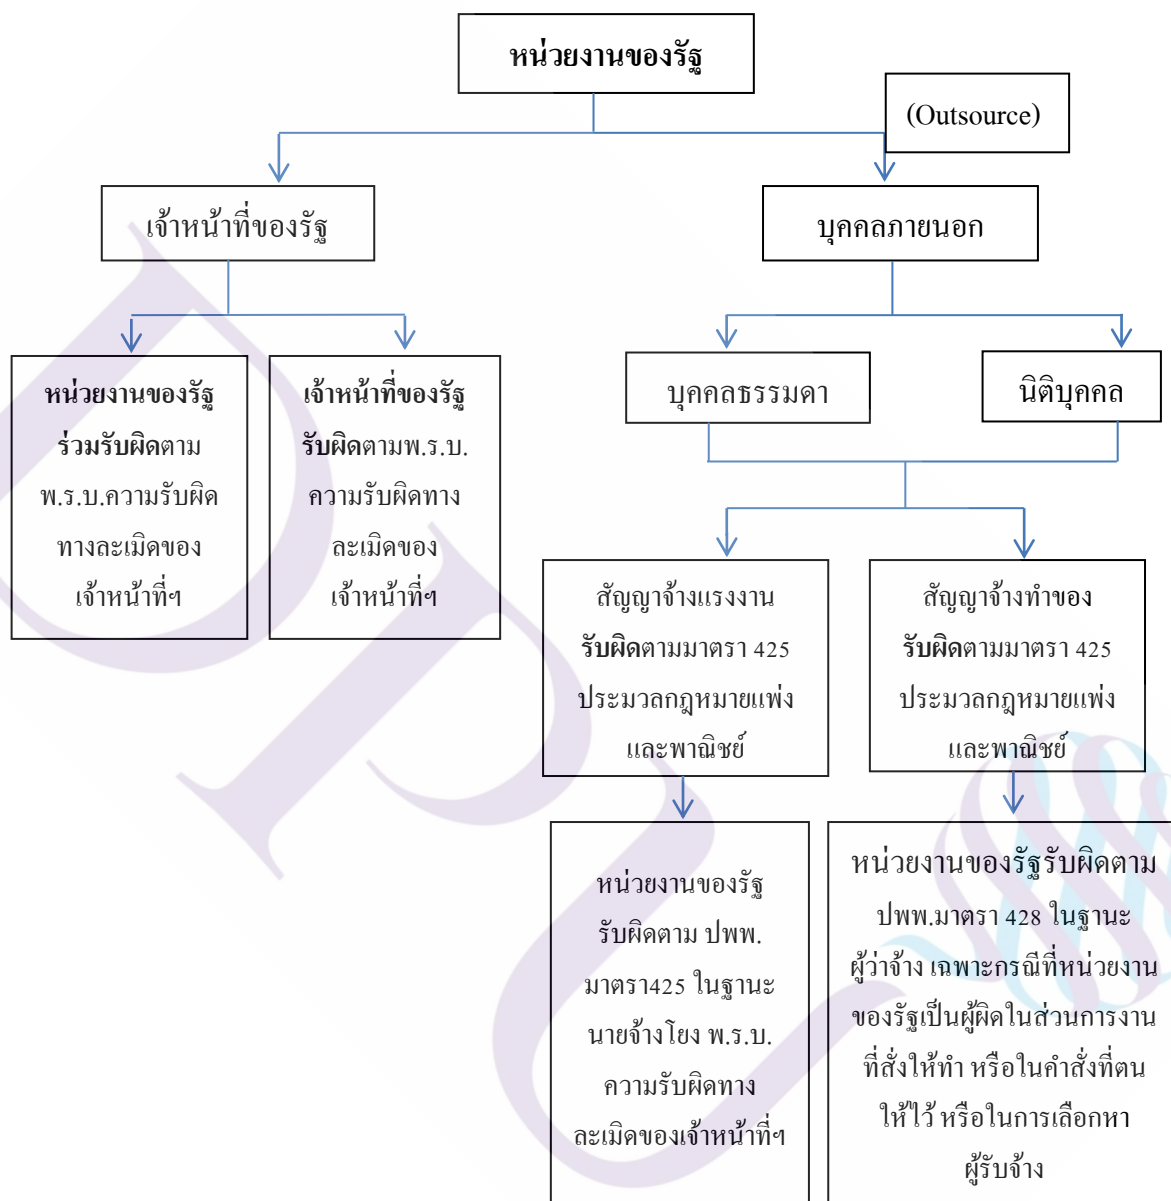 หน่วยงานของรัฐ
(Outsource)
เจ้าหน้าที่ของรัฐ
บุคคลภายนอก
หน่วยงานของรัฐ
ร่วมรับผิดตาม
พ.ร.บ.ความรับผิด
ทางละเมิดของ
เจ้าหน้าที่ฯ
เจ้าหน้าที่ของรัฐ
รับผิดตามพ.ร.บ.
ความรับผิดทาง
ละเมิดของ
เจ้าหน้าที่ฯ
บุคคลธรรมดา
นิติบุคคล
สัญญาจ้างแรงงาน
รับผิดตามมาตรา 425
ประมวลกฎหมายแพ่ง
และพาณิชย์
สัญญาจ้างทำของ
รับผิดตามมาตรา 425
ประมวลกฎหมายแพ่ง
และพาณิชย์
หน่วยงานของรัฐ
รับผิดตาม ปพพ.
มาตรา425 ในฐานะ
นายจ้างโยง พ.ร.บ.
ความรับผิดทาง
ละเมิดของเจ้าหน้าที่ฯ
หน่วยงานของรัฐรับผิดตาม
ปพพ.มาตรา 428 ในฐานะ
ผู้ว่าจ้าง เฉพาะกรณีที่หน่วยงาน
ของรัฐเป็นผู้ผิดในส่วนการงาน
ที่สั่งให้ทำ หรือในคำสั่งที่ตน
ให้ไว้ หรือในการเลือกหา
ผู้รับจ้าง
DPU